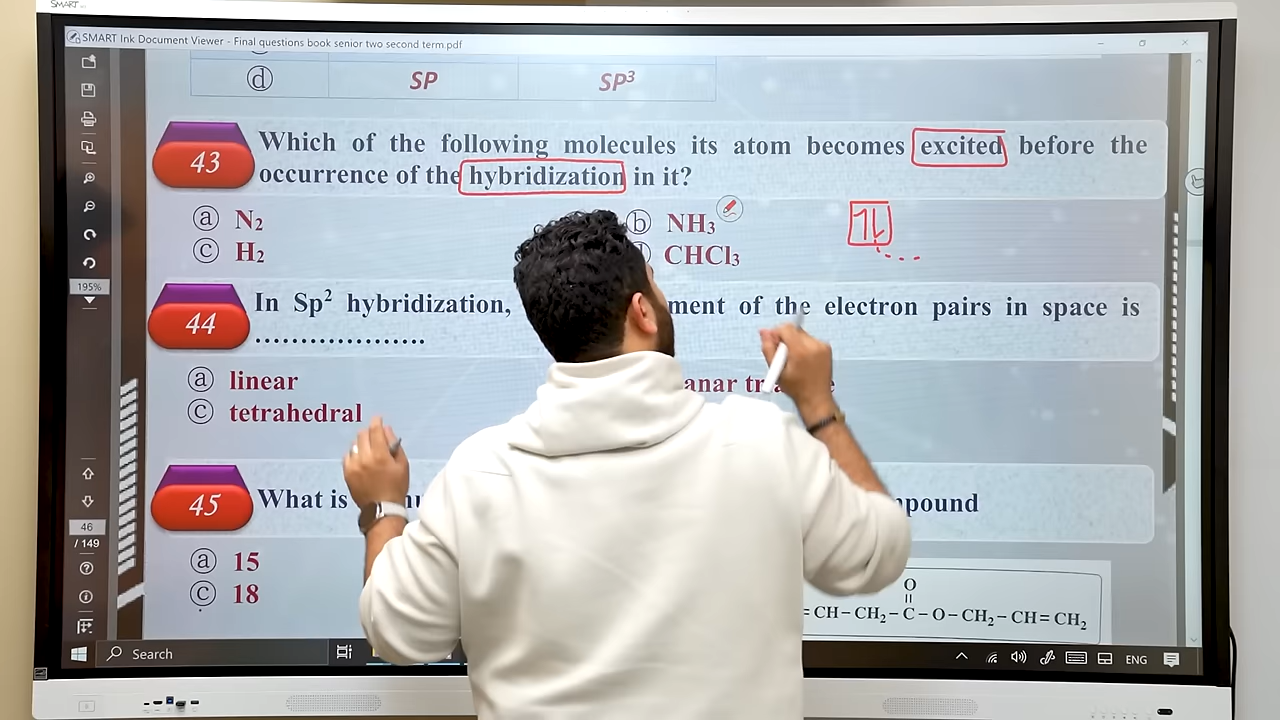 SMART
SMART Ink Document Viewer - Final questions book senior two second term.pdf
ⓓ SP SP³
43 Which of the following molecules its atom becomes excited before the
occurrence of the hybridization in it?
ⓐ N₂ ⓑ NH₃
ⓒ H₂ CHCl₃
195%
44 In Sp² hybridization, of the electron pairs in space is
...................
ⓐ linear
ⓒ tetrahedral
45 What is
46
/ 149
ⓐ 15
ⓒ 18
O
||
= CH – CH₂ – C – O – CH₂ – CH = CH₂
Search ENG